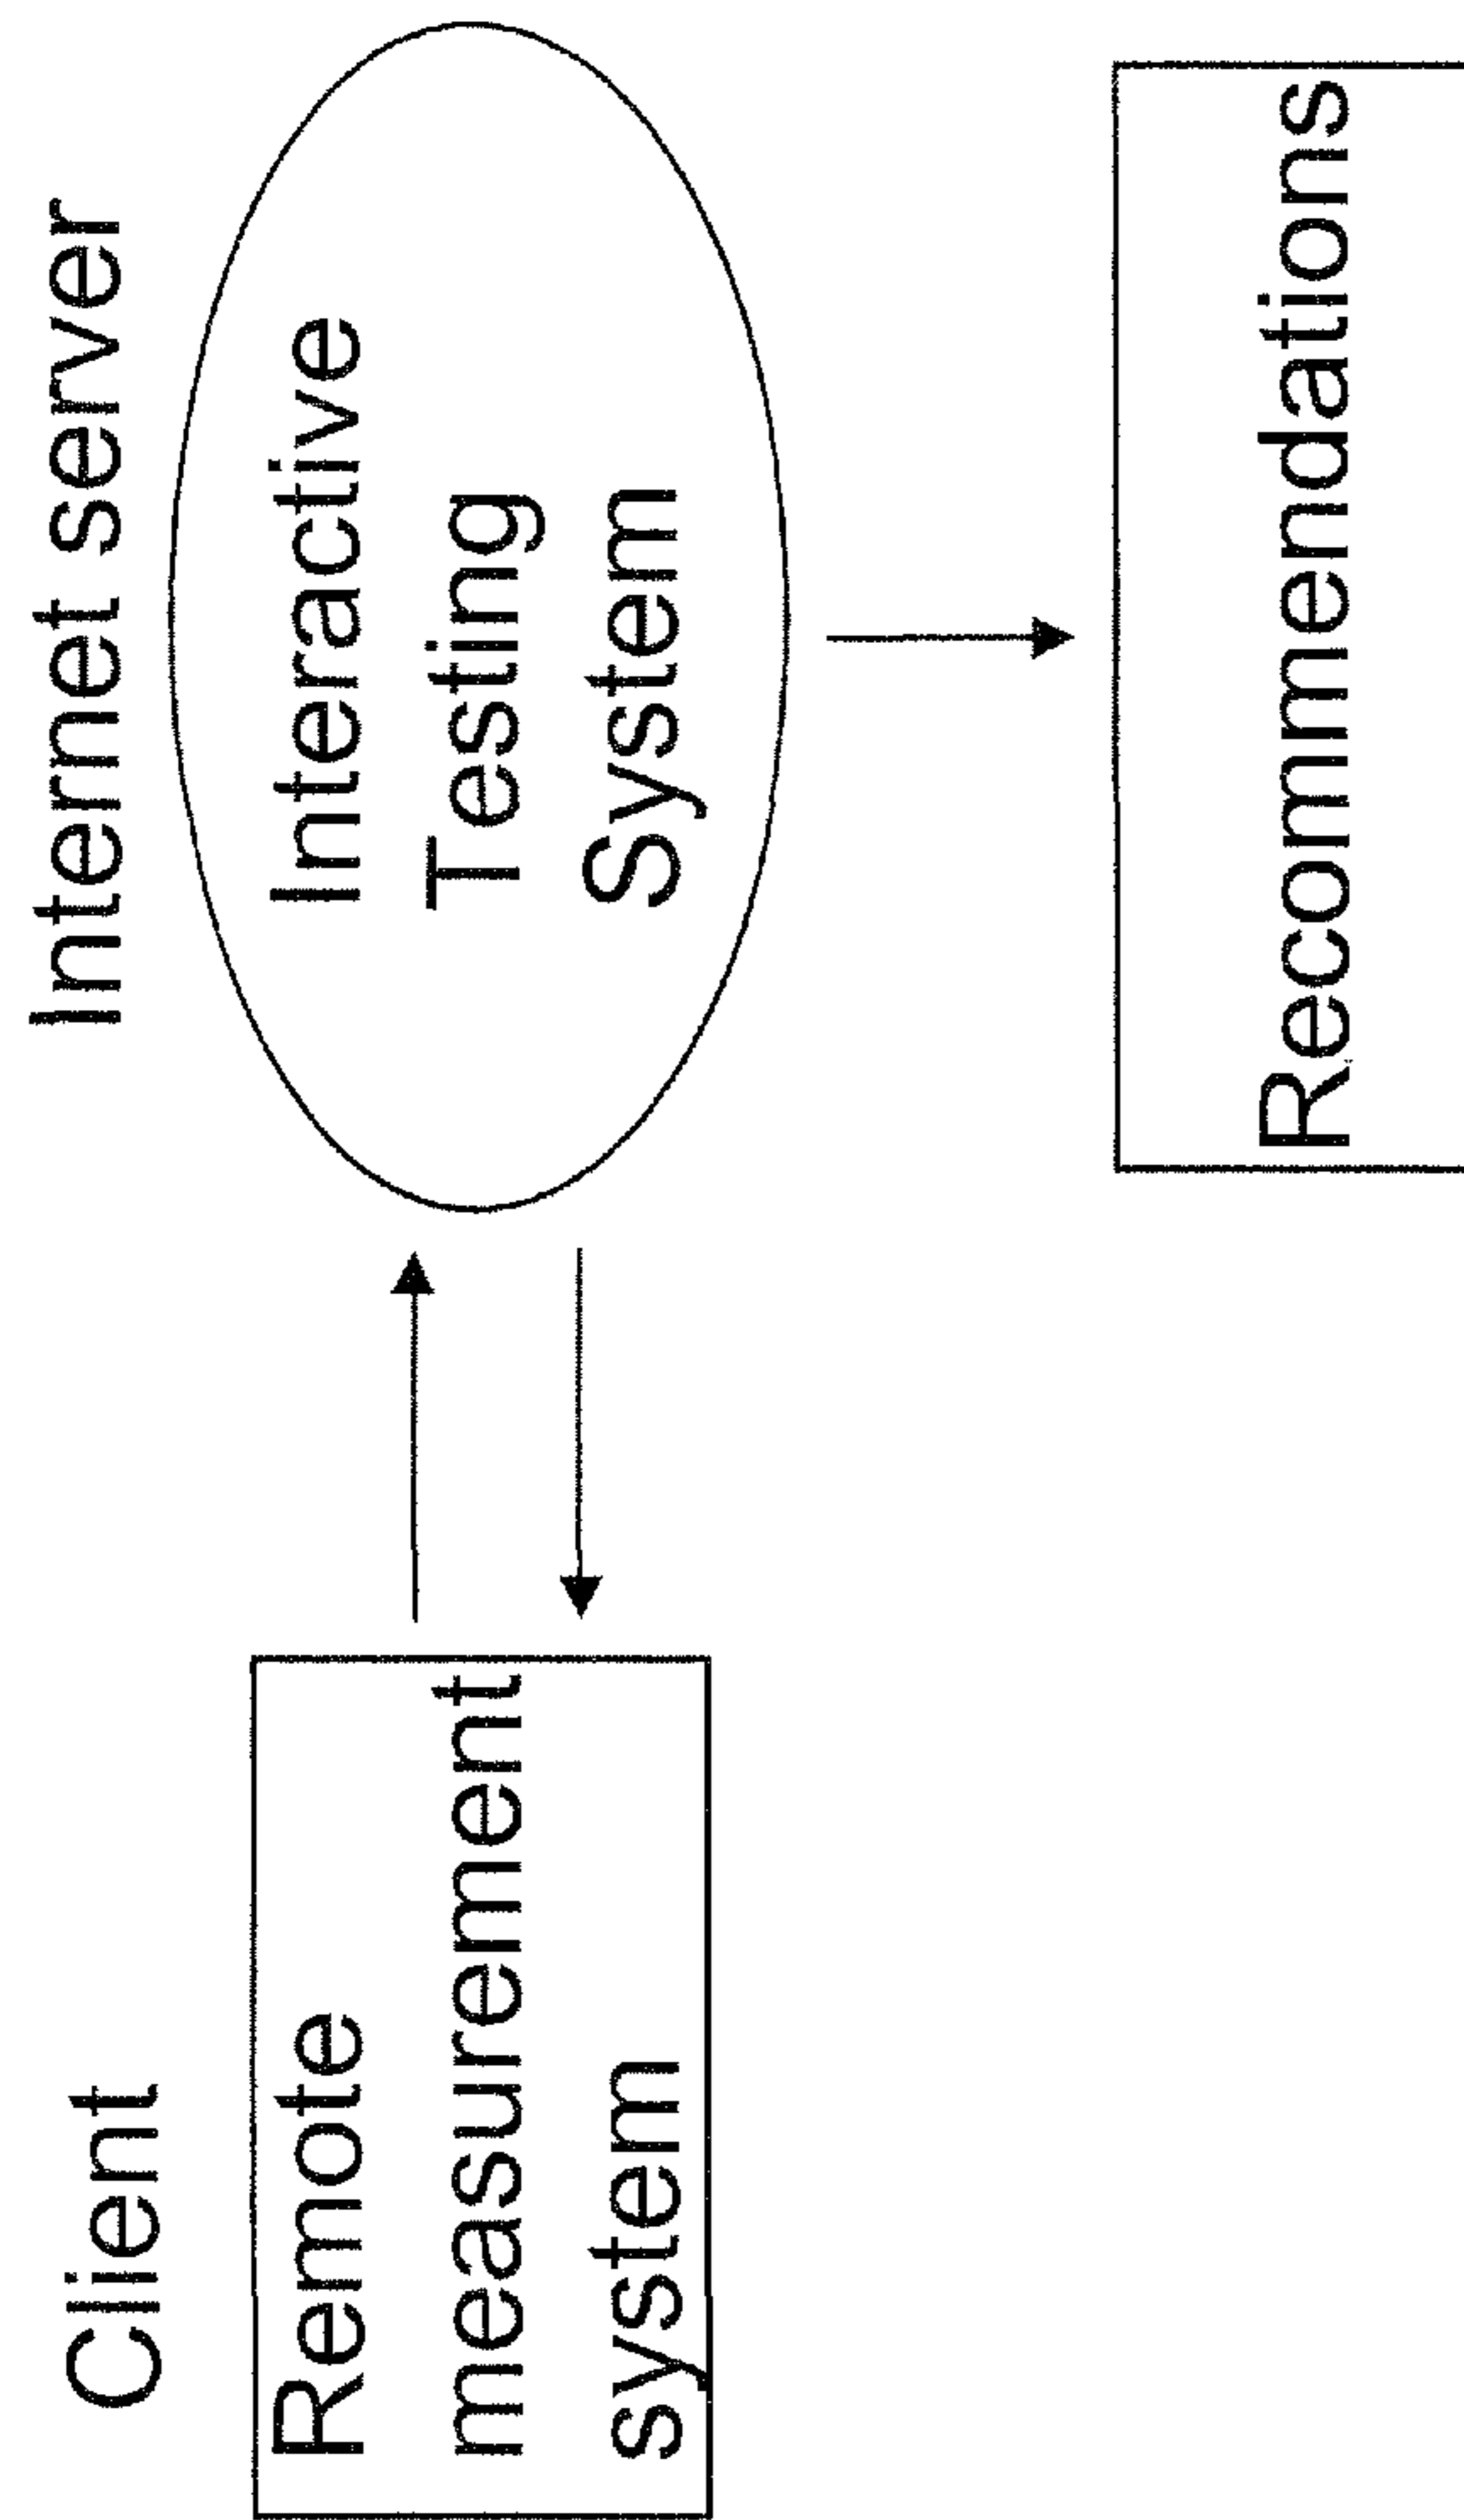 Client
Internet server
Remote
measurement
system
Interactive
Testing
System
Recommendations